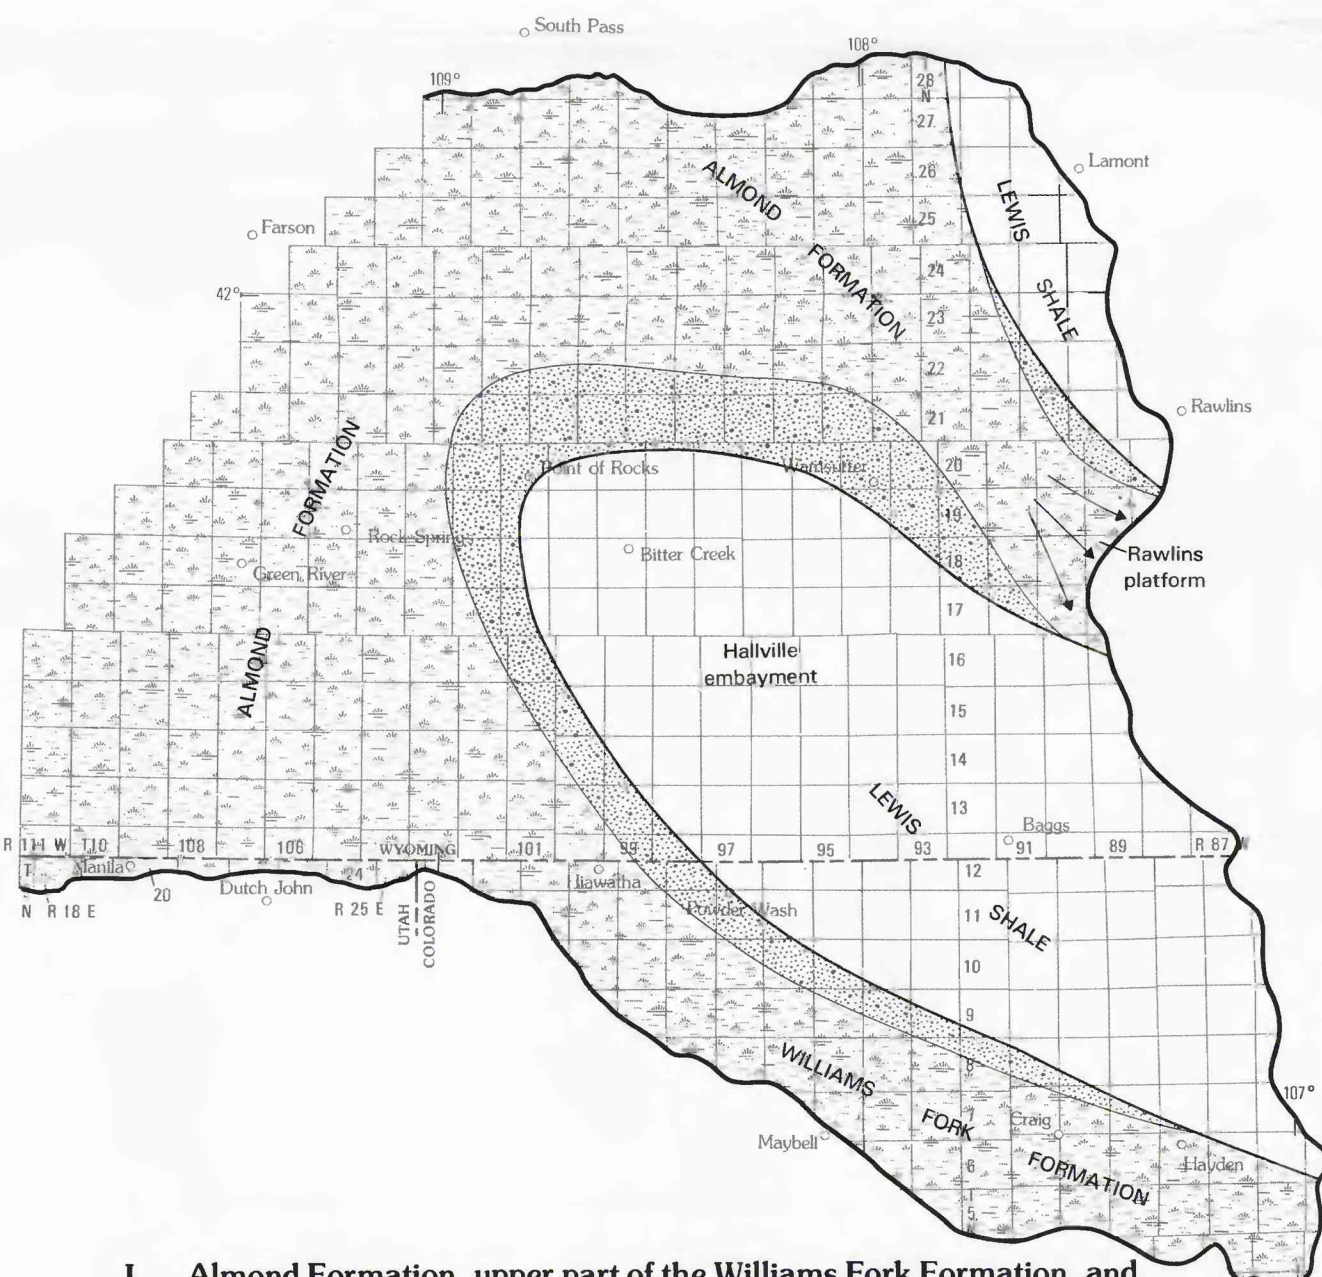 South Pass
108°
109°
28
N
27
Lamont
26
ALMOND
LEWIS
25
Farson
FORMATION
24
SHALE
42°
23
22
Rawlins
21
FORMATION
Point of Rocks
Wamsutter
20
19
Rock Springs
Bitter Creek
Rawlins
platform
Green River
18
17
ALMOND
Hallville
embayment
16
15
14
LEWIS
13
Baggs
R 111 W
110
108
106
WYOMING
101
99
97
95
93
91
89
R 87 W
T
Manila
24
Hiawatha
12
N
R 18 E
20
Dutch John
R 25 E
UTAH
COLORADO
Powder Wash
11
SHALE
10
9
WILLIAMS
8
107°
FORK
7
Craig
Maybell
FORMATION
6
Hayden
5
I. Almond Formation, upper part of the Williams Fork Formation, and